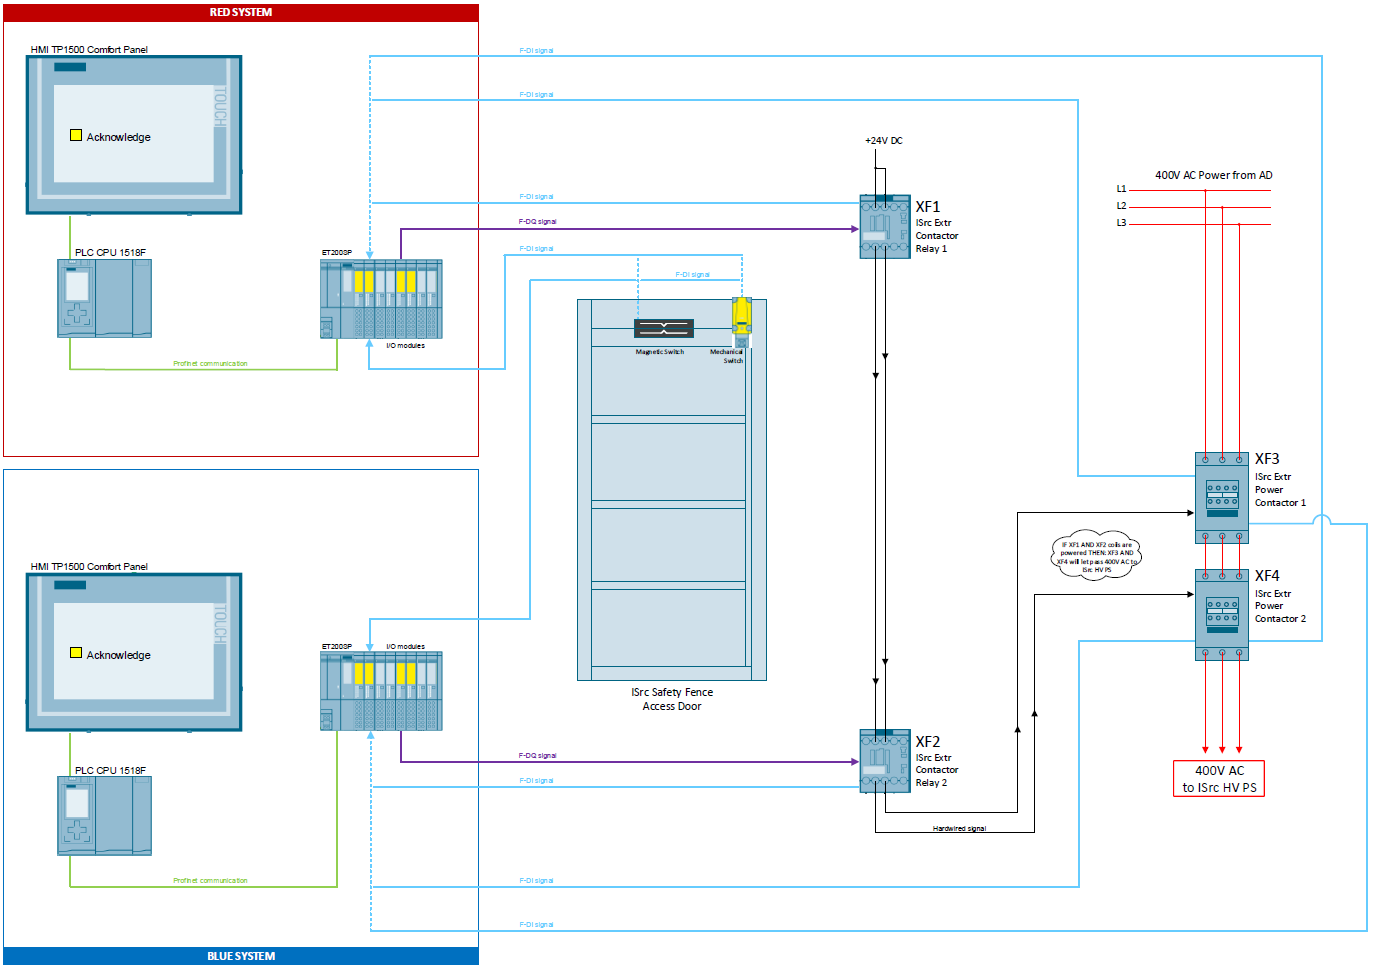 RED SYSTEM
HMI TP1500 Comfort Panel
TOUCH
Acknowledge
PLC CPU 1518F
ET200SP
I/O modules
Profinet communication
F-DI signal
F-DI signal
F-DI signal
F-DQ signal
F-DI signal
F-DI signal
+24V DC
XF1
ISrc Extr
Contactor
Relay 1
400V AC Power from AD
L1
L2
L3
Magnetic Switch
Mechanical
Switch
XF3
ISrc Extr
Power
Contactor 1
IF XF1 AND XF2 coils are
powered THEN: XF3 AND
XF4 will let pass 400V AC to
ISrc HV PS
XF4
ISrc Extr
Power
Contactor 2
HMI TP1500 Comfort Panel
TOUCH
Acknowledge
ET200SP
I/O modules
ISrc Safety Fence
Access Door
PLC CPU 1518F
F-DQ signal
F-DI signal
XF2
ISrc Extr
Contactor
Relay 2
400V AC
to ISrc HV PS
Hardwired signal
Profinet communication
F-DI signal
F-DI signal
BLUE SYSTEM